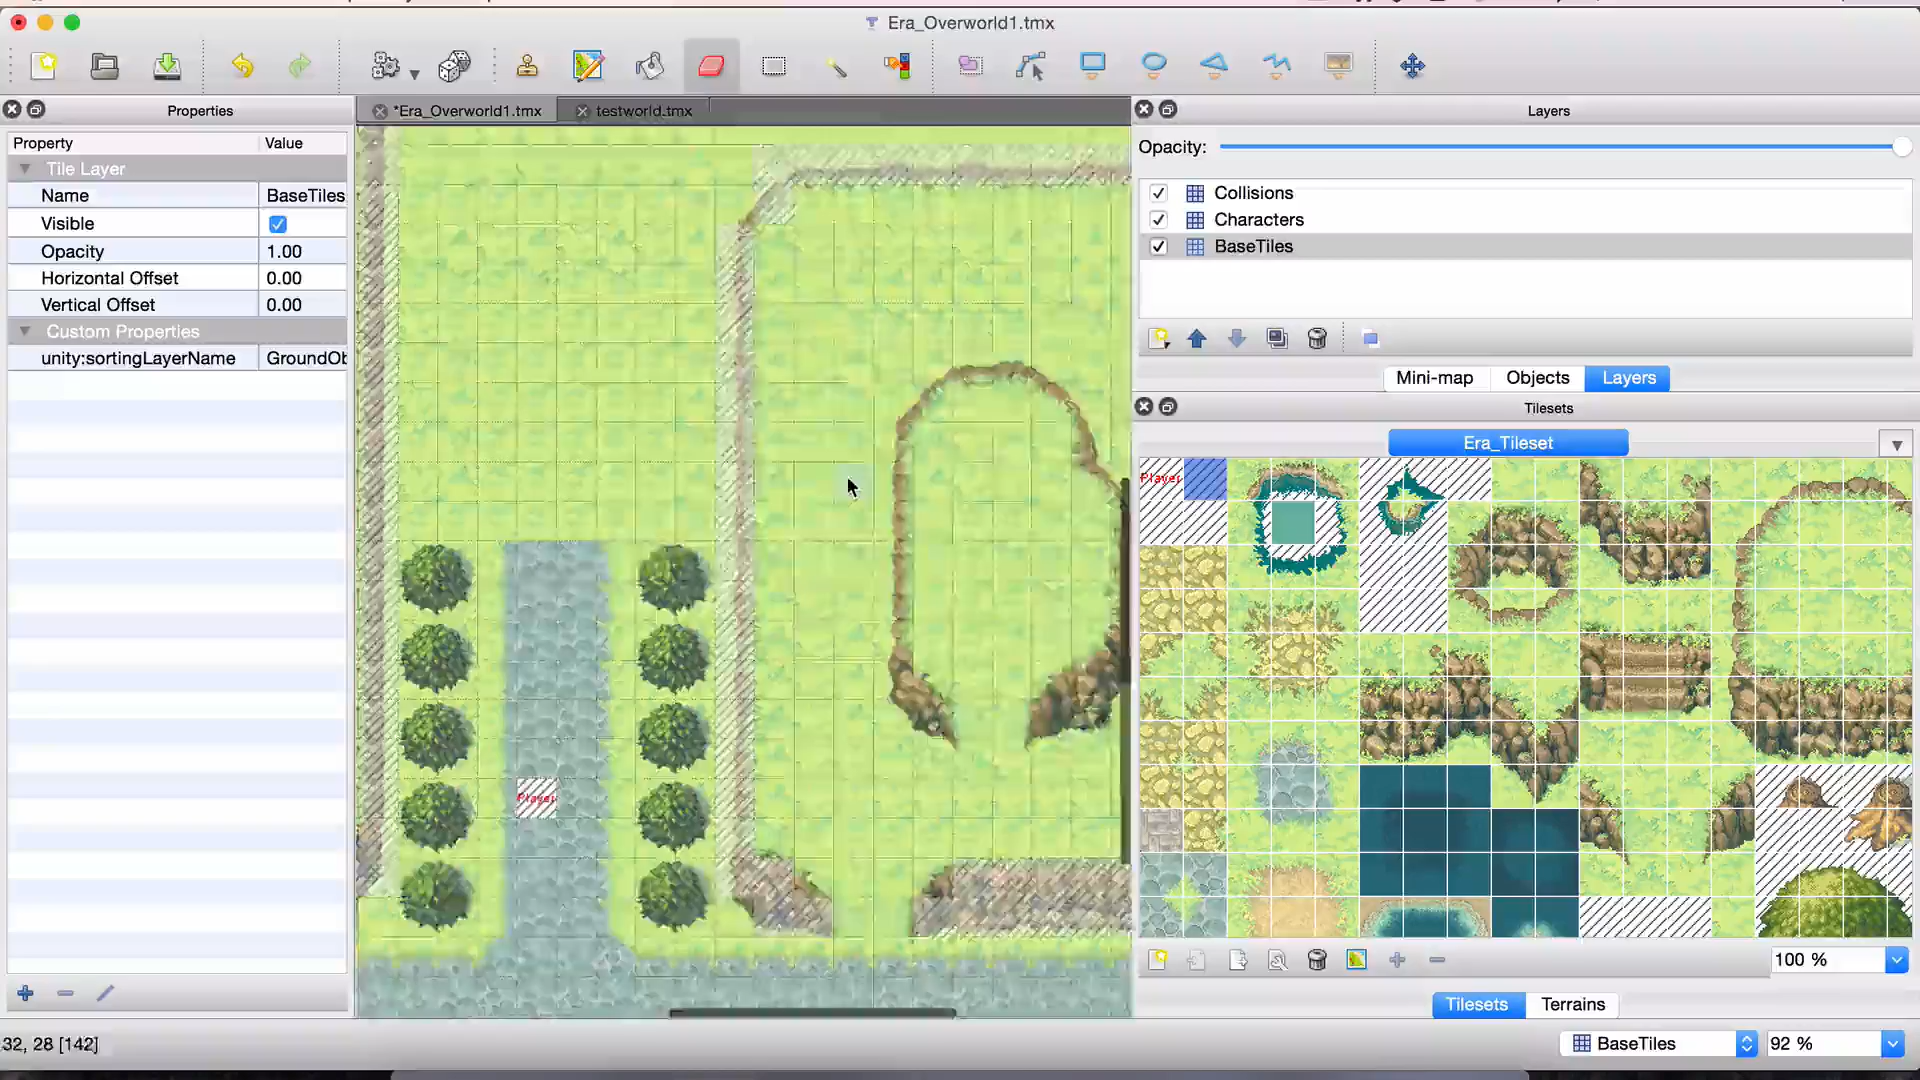 Era_Overworld1.tmx
Properties
*Era_Overworld1.tmx
testworld.tmx
Layers
Property Value
Opacity:
Tile Layer
Name BaseTiles
Visible
Opacity 1.00
Horizontal Offset 0.00
Vertical Offset 0.00
Custom Properties
unity:sortingLayerName GroundOb
Collisions
Characters
BaseTiles
Mini-map Objects Layers
Tilesets
Era_Tileset
Player
Player
100 %
Tilesets Terrains
32, 28 [142]
BaseTiles
92 %